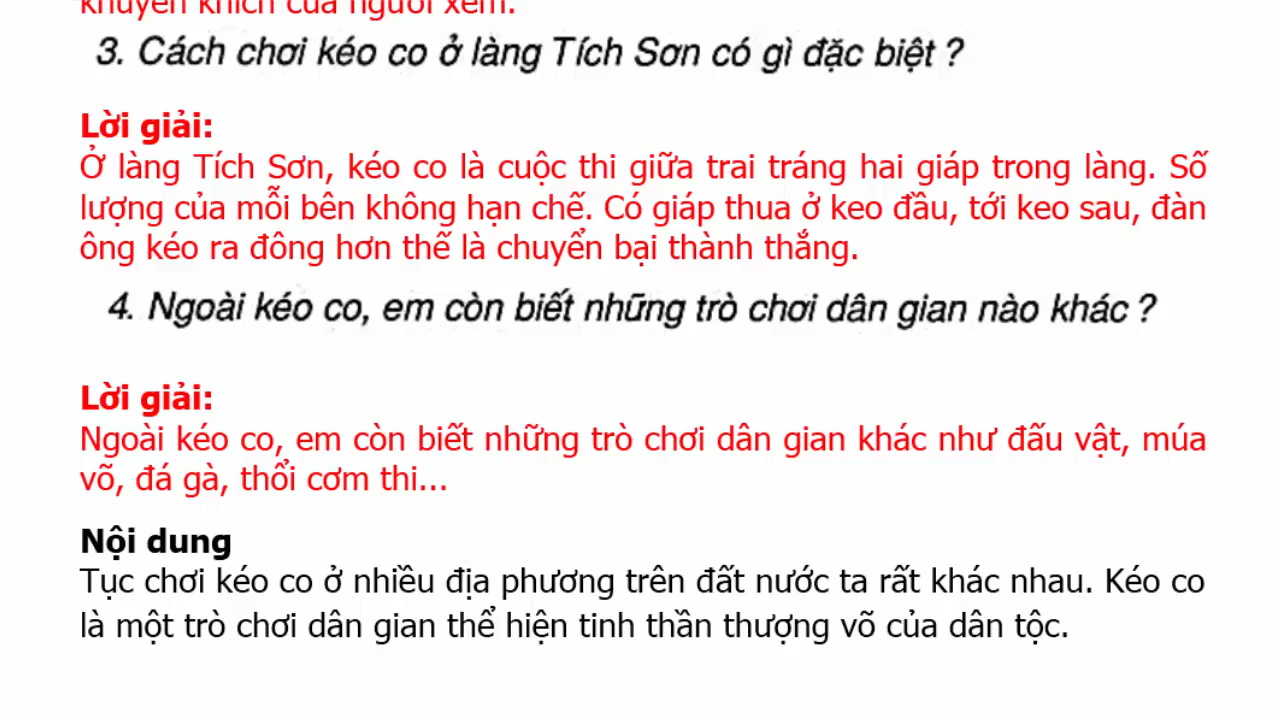 khuyến khích của người xem.
3. Cách chơi kéo co ở làng Tích Sơn có gì đặc biệt ?
Lời giải:
Ở làng Tích Sơn, kéo co là cuộc thi giữa trai tráng hai giáp trong làng. Số
lượng của mỗi bên không hạn chế. Có giáp thua ở keo đầu, tới keo sau, đàn
ông kéo ra đông hơn thế là chuyển bại thành thắng.
4. Ngoài kéo co, em còn biết những trò chơi dân gian nào khác ?
Lời giải:
Ngoài kéo co, em còn biết những trò chơi dân gian khác như đấu vật, múa
võ, đá gà, thổi cơm thi...
Nội dung
Tục chơi kéo co ở nhiều địa phương trên đất nước ta rất khác nhau. Kéo co
là một trò chơi dân gian thể hiện tinh thần thượng võ của dân tộc.